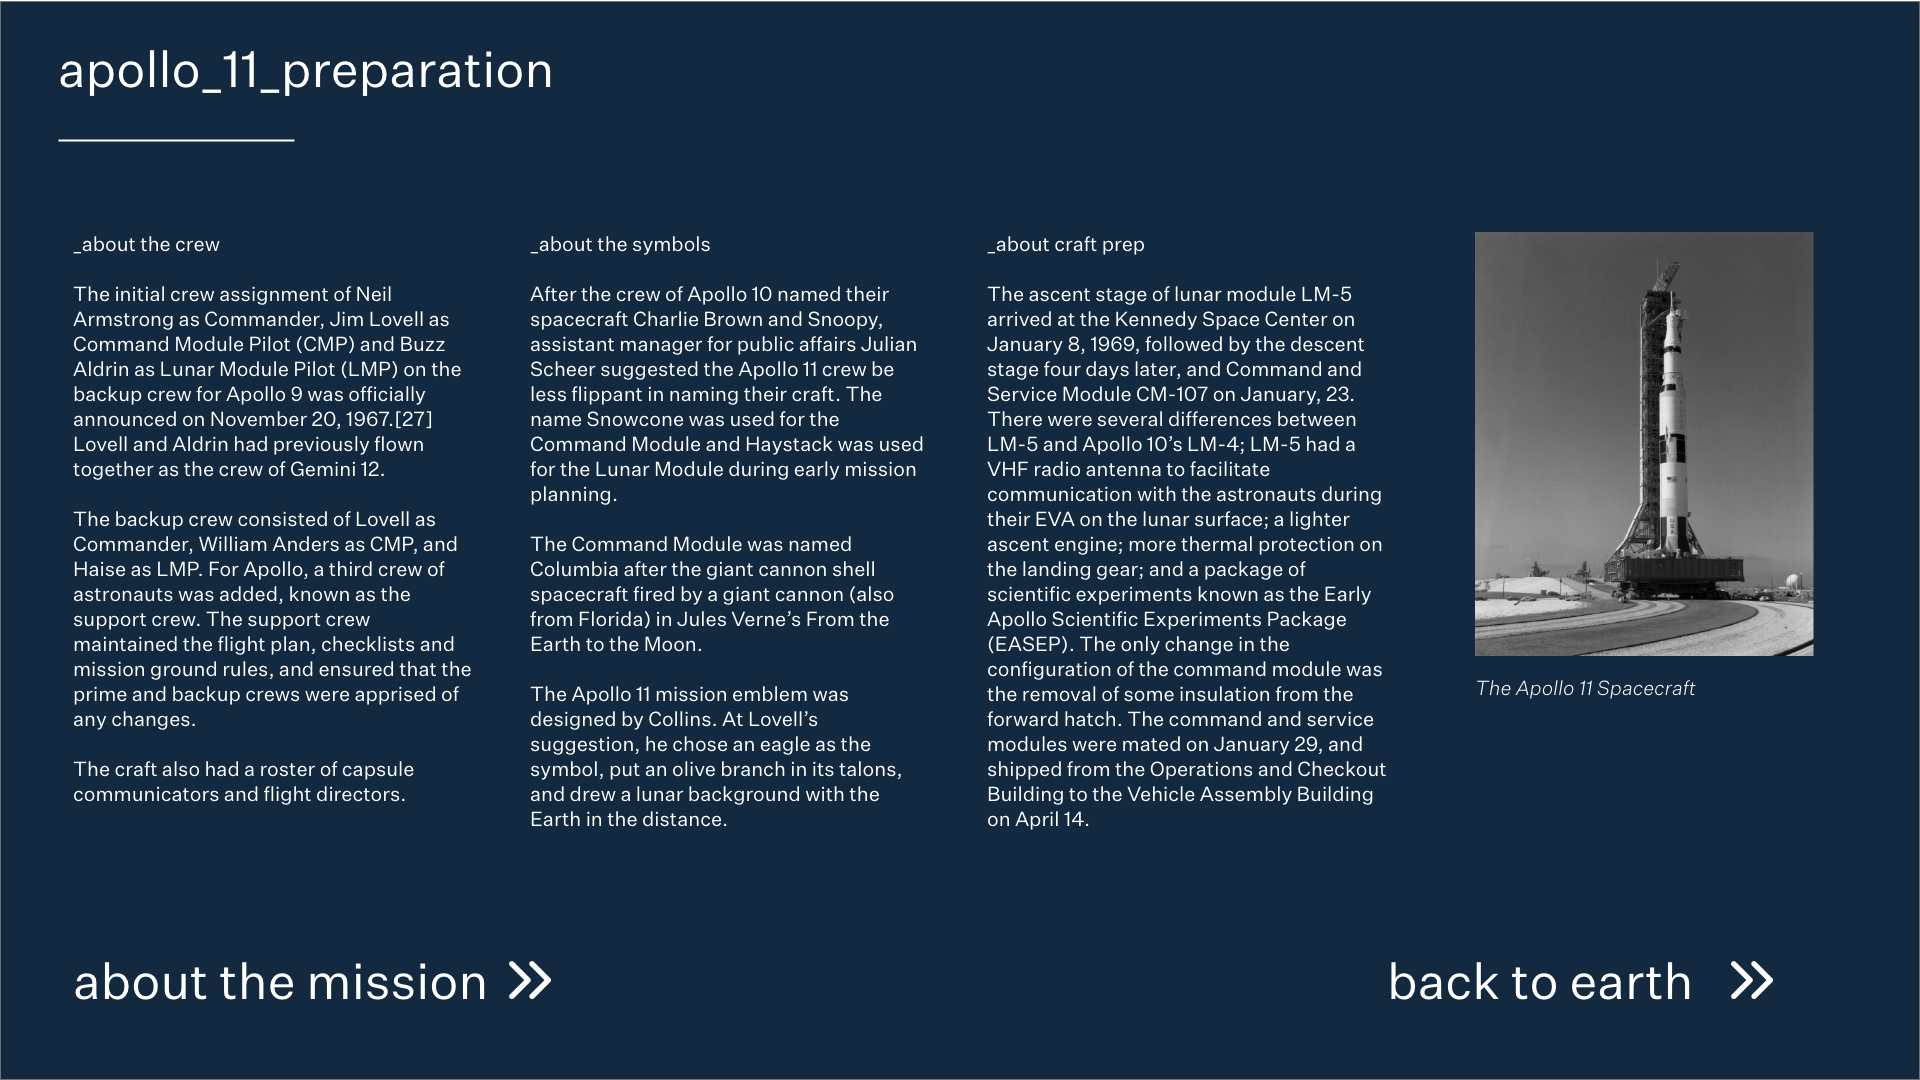 apollo_11_preparation
_about the crew
The initial crew assignment of Neil
Armstrong as Commander, Jim Lovell as
Command Module Pilot (CMP) and Buzz
Aldrin as Lunar Module Pilot (LMP) on the
backup crew for Apollo 9 was officially
announced on November 20, 1967.[27]
Lovell and Aldrin had previously flown
together as the crew of Gemini 12.
The backup crew consisted of Lovell as
Commander, William Anders as CMP, and
Haise as LMP. For Apollo, a third crew of
astronauts was added, known as the
support crew. The support crew
maintained the flight plan, checklists and
mission ground rules, and ensured that the
prime and backup crews were apprised of
any changes.
The craft also had a roster of capsule
communicators and flight directors.
_about the symbols
After the crew of Apollo 10 named their
spacecraft Charlie Brown and Snoopy,
assistant manager for public affairs Julian
Scheer suggested the Apollo 11 crew be
less flippant in naming their craft. The
name Snowcone was used for the
Command Module and Haystack was used
for the Lunar Module during early mission
planning.
The Command Module was named
Columbia after the giant cannon shell
spacecraft fired by a giant cannon (also
from Florida) in Jules Verne’s From the
Earth to the Moon.
The Apollo 11 mission emblem was
designed by Collins. At Lovell’s
suggestion, he chose an eagle as the
symbol, put an olive branch in its talons,
and drew a lunar background with the
Earth in the distance.
_about craft prep
The ascent stage of lunar module LM-5
arrived at the Kennedy Space Center on
January 8, 1969, followed by the descent
stage four days later, and Command and
Service Module CM-107 on January, 23.
There were several differences between
LM-5 and Apollo 10’s LM-4; LM-5 had a
VHF radio antenna to facilitate
communication with the astronauts during
their EVA on the lunar surface; a lighter
ascent engine; more thermal protection on
the landing gear; and a package of
scientific experiments known as the Early
Apollo Scientific Experiments Package
(EASEP). The only change in the
configuration of the command module was
the removal of some insulation from the
forward hatch. The command and service
modules were mated on January 29, and
shipped from the Operations and Checkout
Building to the Vehicle Assembly Building
on April 14.
USA
The Apollo 11 Spacecraft
about the mission
back to earth